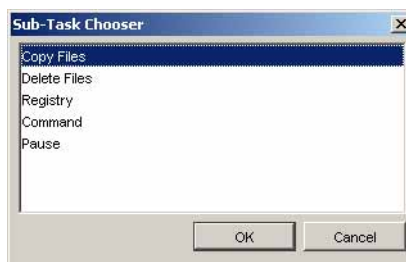 Sub-Task Chooser
Copy Files
Delete Files
Registry
Command
Pause
OK
Cancel